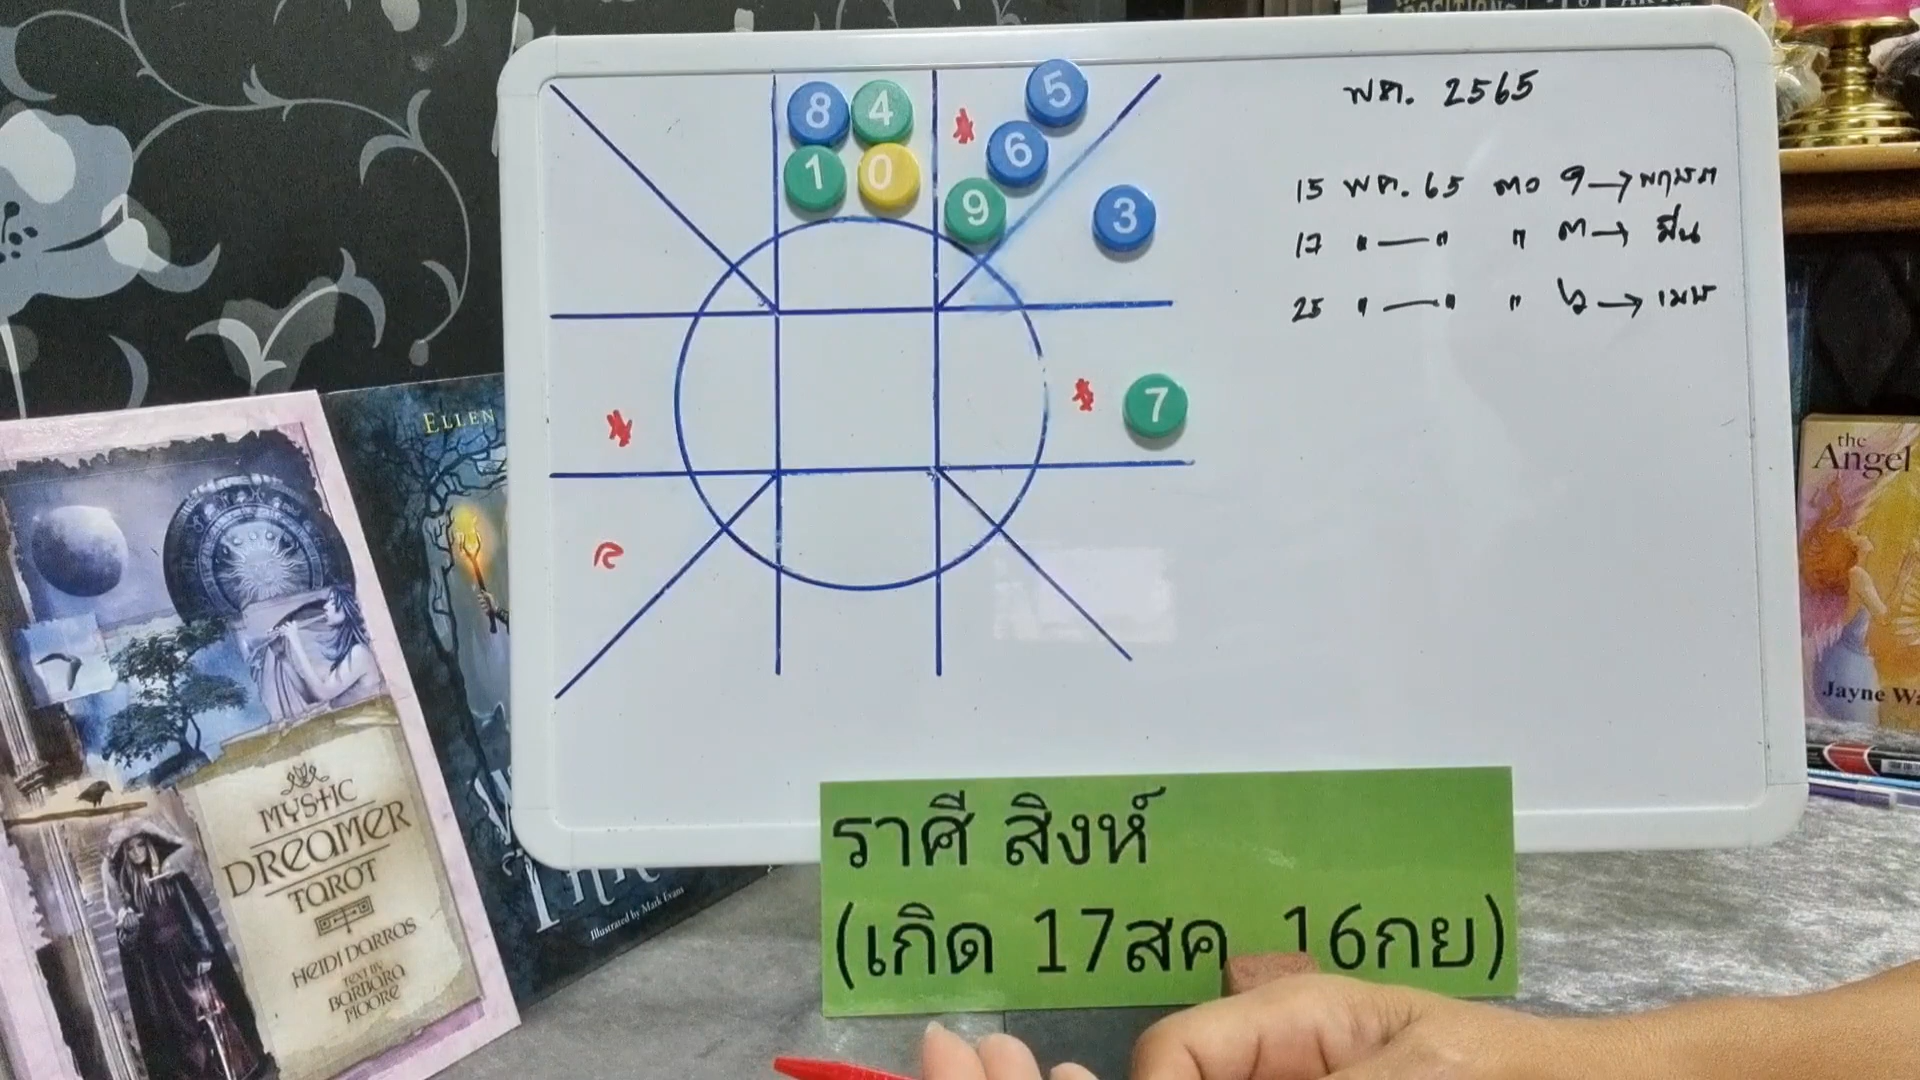 พค. 2565
15 พค. 65 ดาว ๑ → พฤษภ
17 " — " " ๓ → มีน
25 " — " " ๖ → เมษ
8 4
1 0
5
6
9
3
7
ราศี สิงห์
(เกิด 17สค 16กย)
ELLEN
MYSTIC
DREAMER
TAROT
HEIDI DARRAS
TEXT BY
BARBARA
MOORE
Illustrated by Mark Evans
the
Angel
Jayne Wa